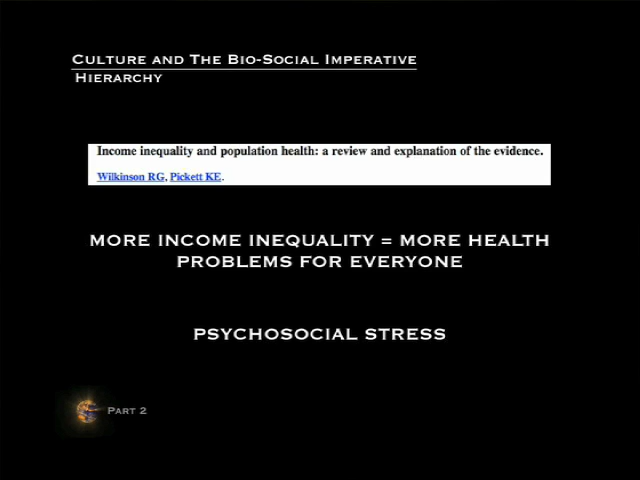 Culture and The Bio-Social Imperative
Hierarchy
Income inequality and population health: a review and explanation of the evidence.
Wilkinson RG, Pickett KE.
MORE INCOME INEQUALITY = MORE HEALTH
PROBLEMS FOR EVERYONE
PSYCHOSOCIAL STRESS
Part 2